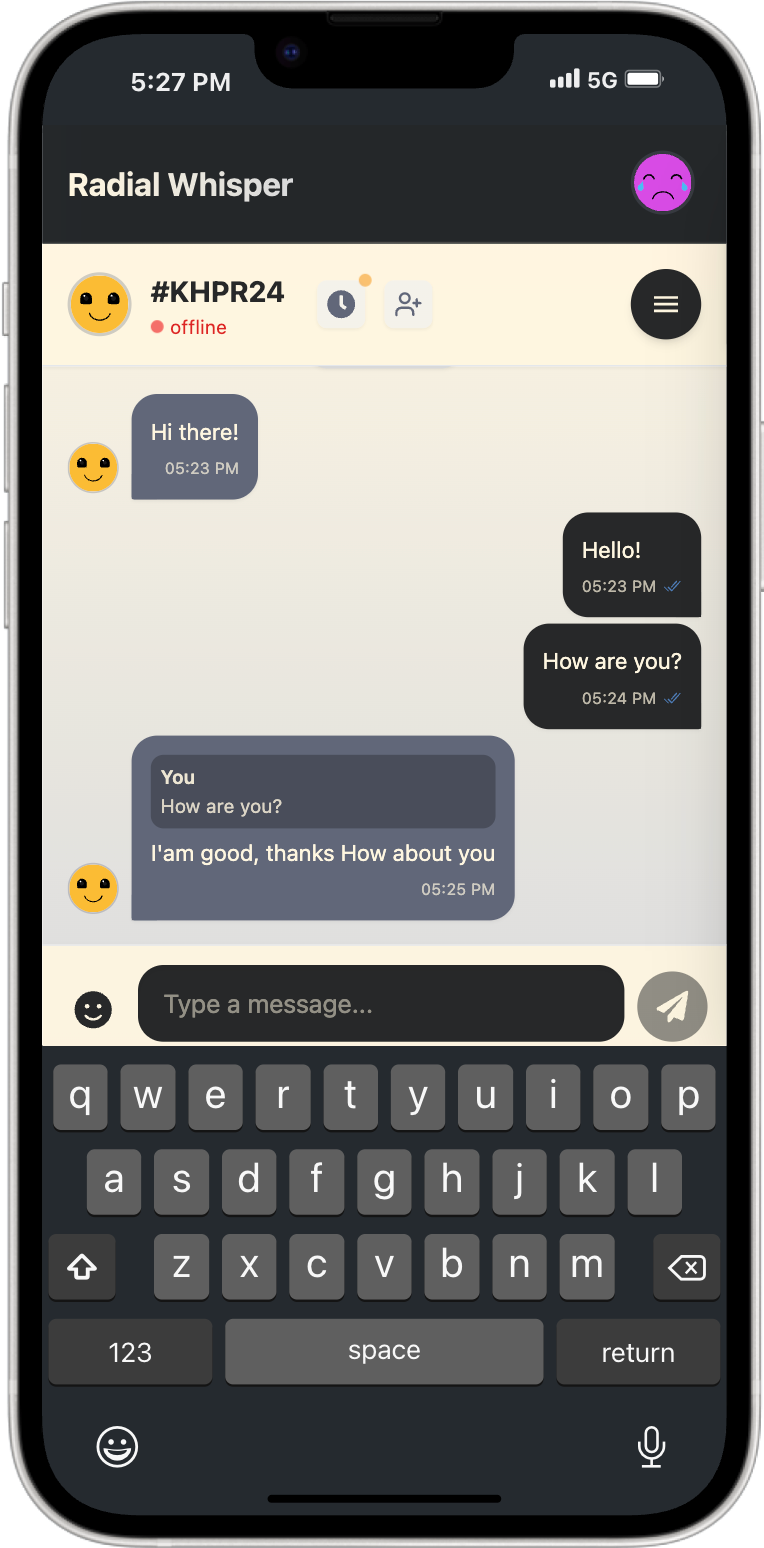 5:27 PM 5G
Radial Whisper
#KHPR24
offline
Hi there!
05:23 PM
Hello!
05:23 PM
How are you?
05:24 PM
You
How are you?
I'am good, thanks How about you
05:25 PM
Type a message...
q w e r t y u i o p
a s d f g h j k l
z x c v b n m
123 space return